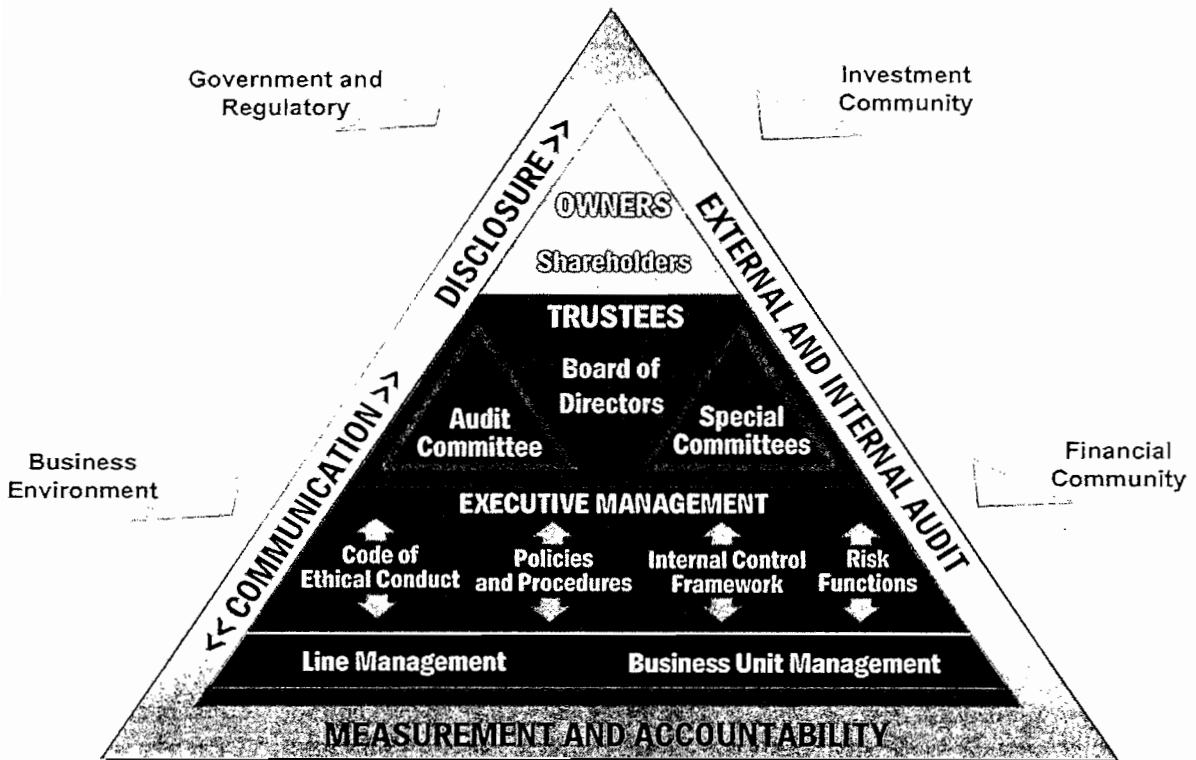 Government and
Regulatory
Investment
Community
DISCLOSURE >>
OWNERS
Shareholders
EXTERNAL AND INTERNAL AUDIT
TRUSTEES
Board of
Directors
Audit
Committee
Special
Committees
<< COMMUNICATION >>
Business
Environment
Financial
Community
EXECUTIVE MANAGEMENT
Code of
Ethical Conduct
Policies
and Procedures
Internal Control
Framework
Risk
Functions
Line Management
Business Unit Management
MEASUREMENT AND ACCOUNTABILITY